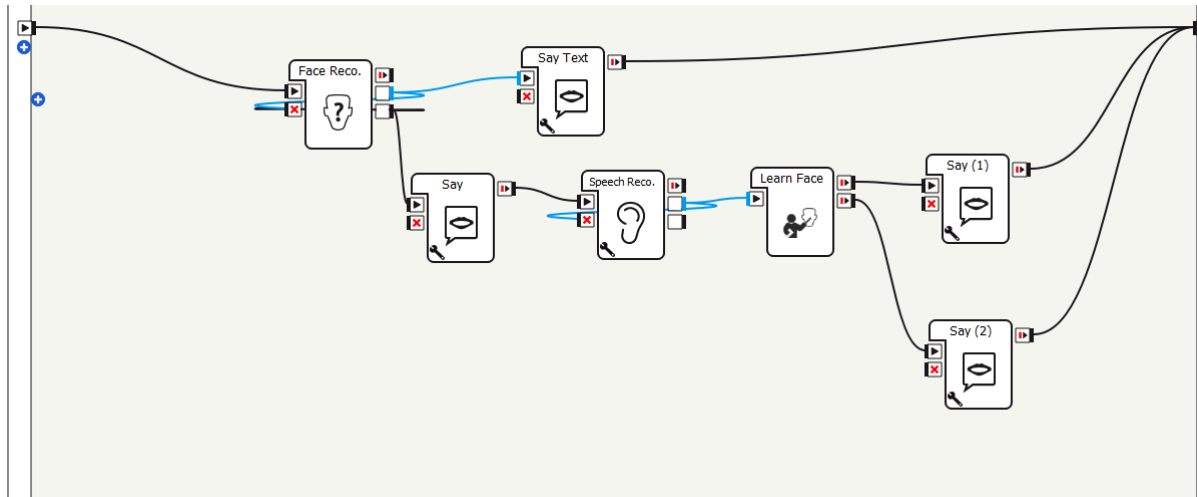 Face Reco.
?
Say Text
Say
Speech Reco.
Learn Face
Say (1)
Say (2)